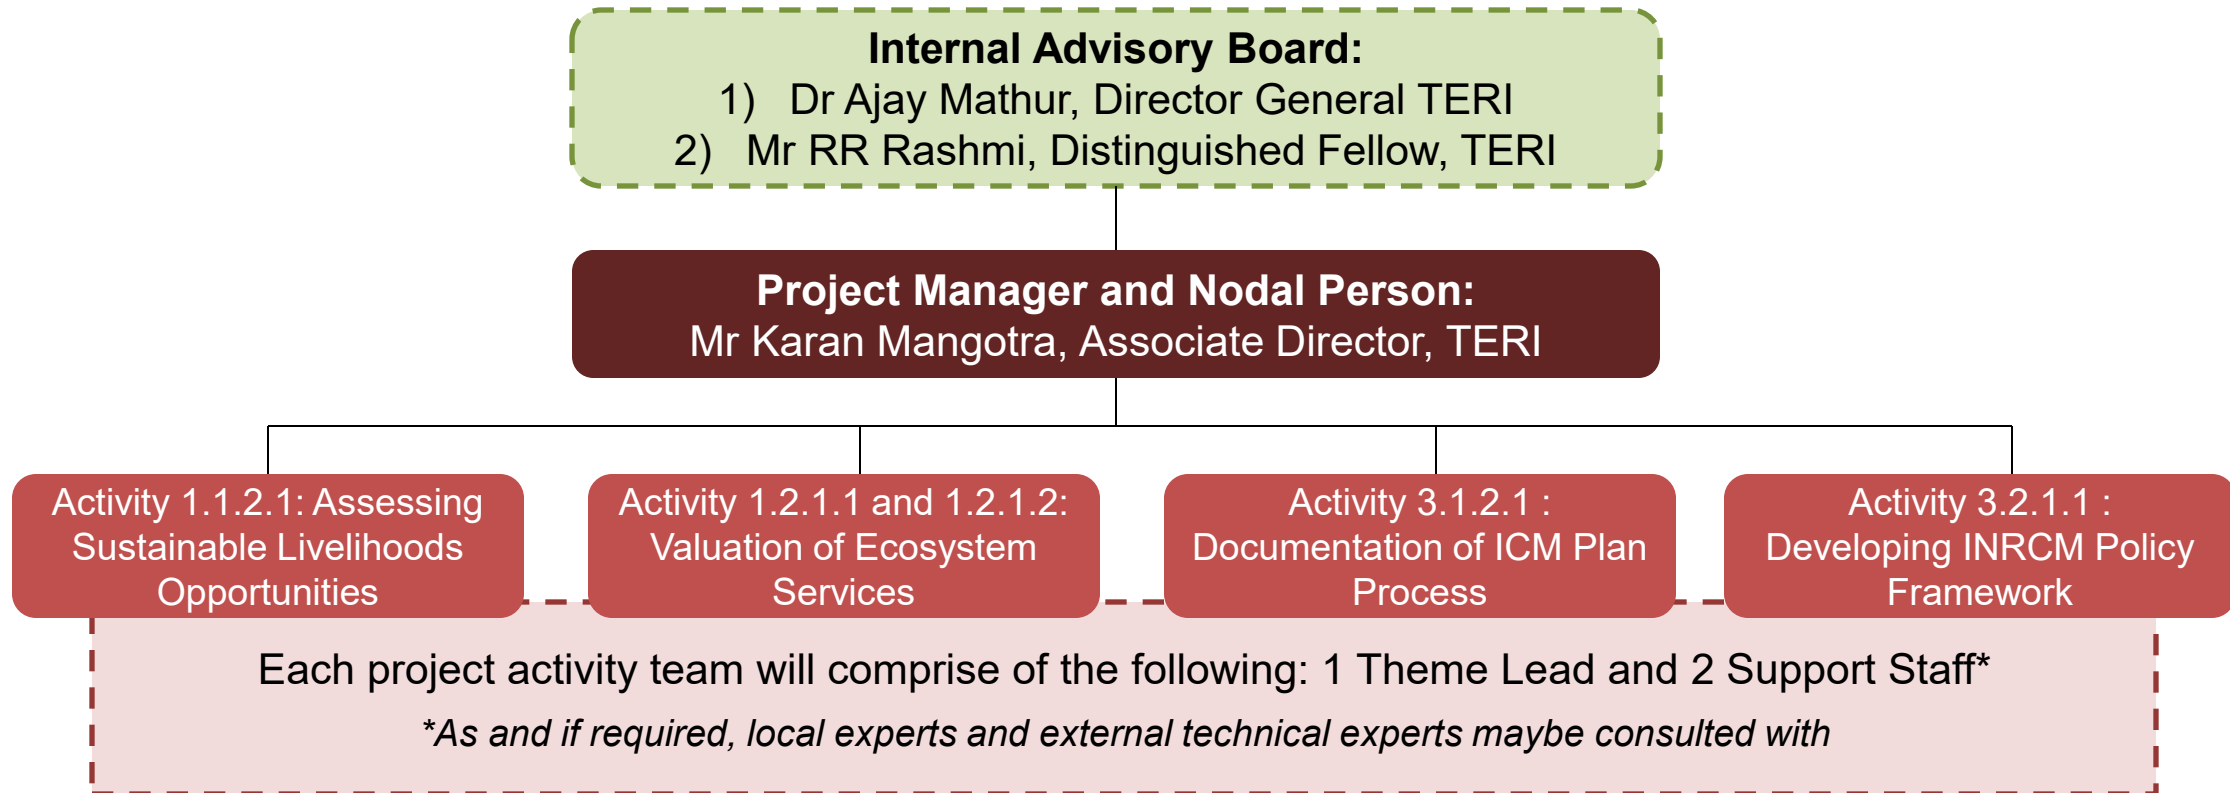 Internal Advisory Board:
1) Dr Ajay Mathur, Director General TERI
2) Mr RR Rashmi, Distinguished Fellow, TERI
Project Manager and Nodal Person:
Mr Karan Mangotra, Associate Director, TERI
Activity 1.1.2.1: Assessing
Sustainable Livelihoods
Opportunities
Activity 1.2.1.1 and 1.2.1.2:
Valuation of Ecosystem
Services
Activity 3.1.2.1 :
Documentation of ICM Plan
Process
Activity 3.2.1.1 :
Developing INRCM Policy
Framework
Each project activity team will comprise of the following: 1 Theme Lead and 2 Support Staff*
*As and if required, local experts and external technical experts maybe consulted with